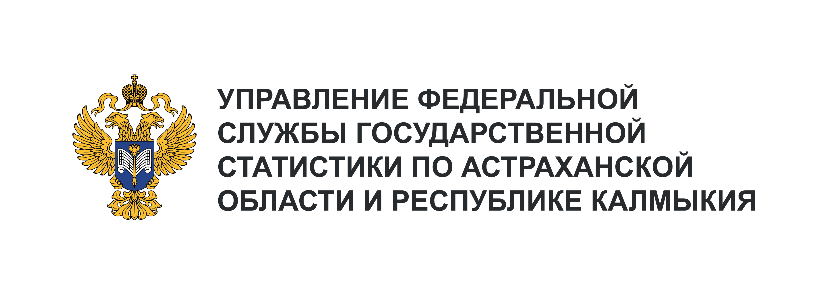 УПРАВЛЕНИЕ ФЕДЕРАЛЬНОЙ
СЛУЖБЫ ГОСУДАРСТВЕННОЙ
СТАТИСТИКИ ПО АСТРАХАНСКОЙ
ОБЛАСТИ И РЕСПУБЛИКЕ КАЛМЫКИЯ